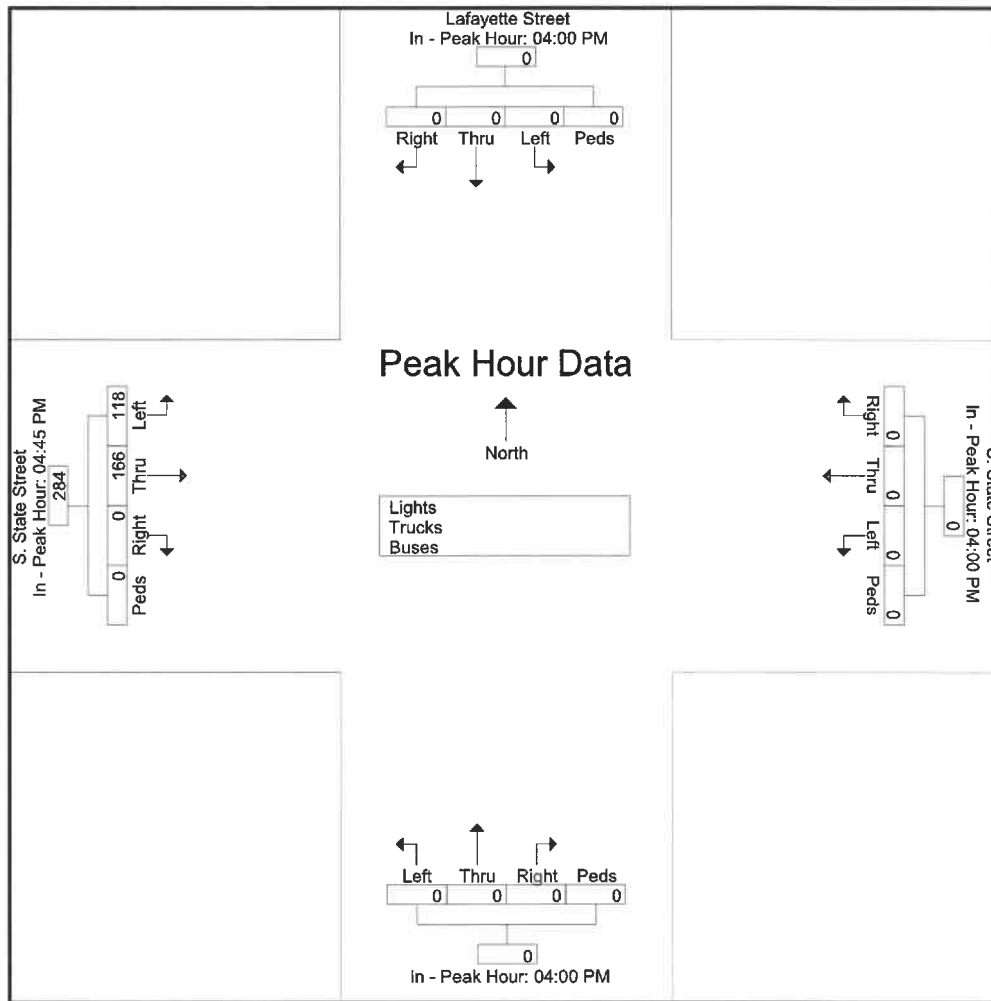 Lafayette Street
In - Peak Hour: 04:00 PM
0
0 0 0 0
Right Thru Left Peds
Peak Hour Data
North
Lights
Trucks
Buses
S. State Street
In - Peak Hour: 04:45 PM
284
118 166 0 0
Left Thru Right Peds
Right Thru Left Peds
0 0 0 0
0
In - Peak Hour: 04:00 PM
State Street
Left Thru Right Peds
0 0 0 0
0
In - Peak Hour: 04:00 PM